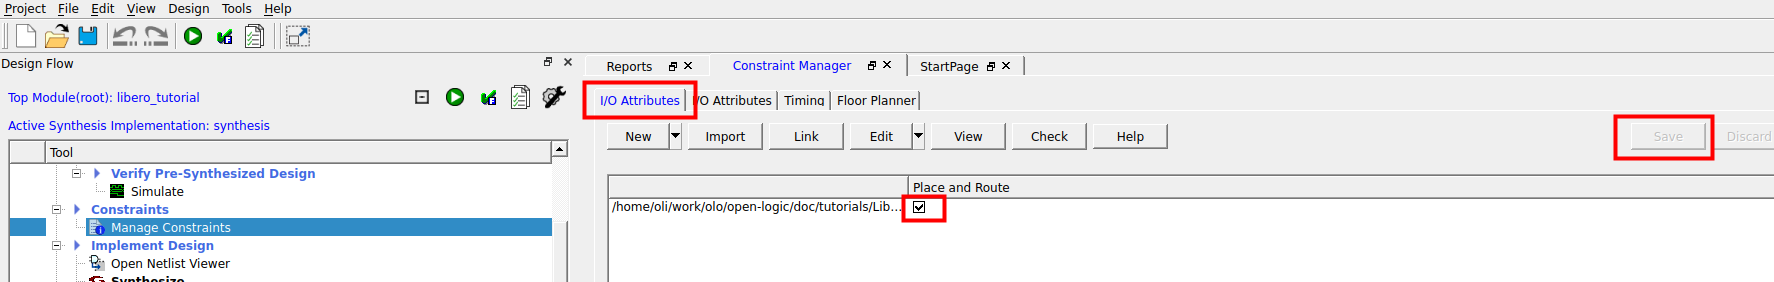 Project File Edit View Design Tools Help
Design Flow
Reports Constraint Manager StartPage
Top Module(root): libero_tutorial
I/O Attributes I/O Attributes Timing Floor Planner
Active Synthesis Implementation: synthesis
New Import Link Edit View Check Help Save Discard
Tool
Verify Pre-Synthesized Design
Simulate
Constraints
Manage Constraints
Implement Design
Open Netlist Viewer
Synthesize
Place and Route
/home/oli/work/olo/open-logic/doc/tutorials/Lib...